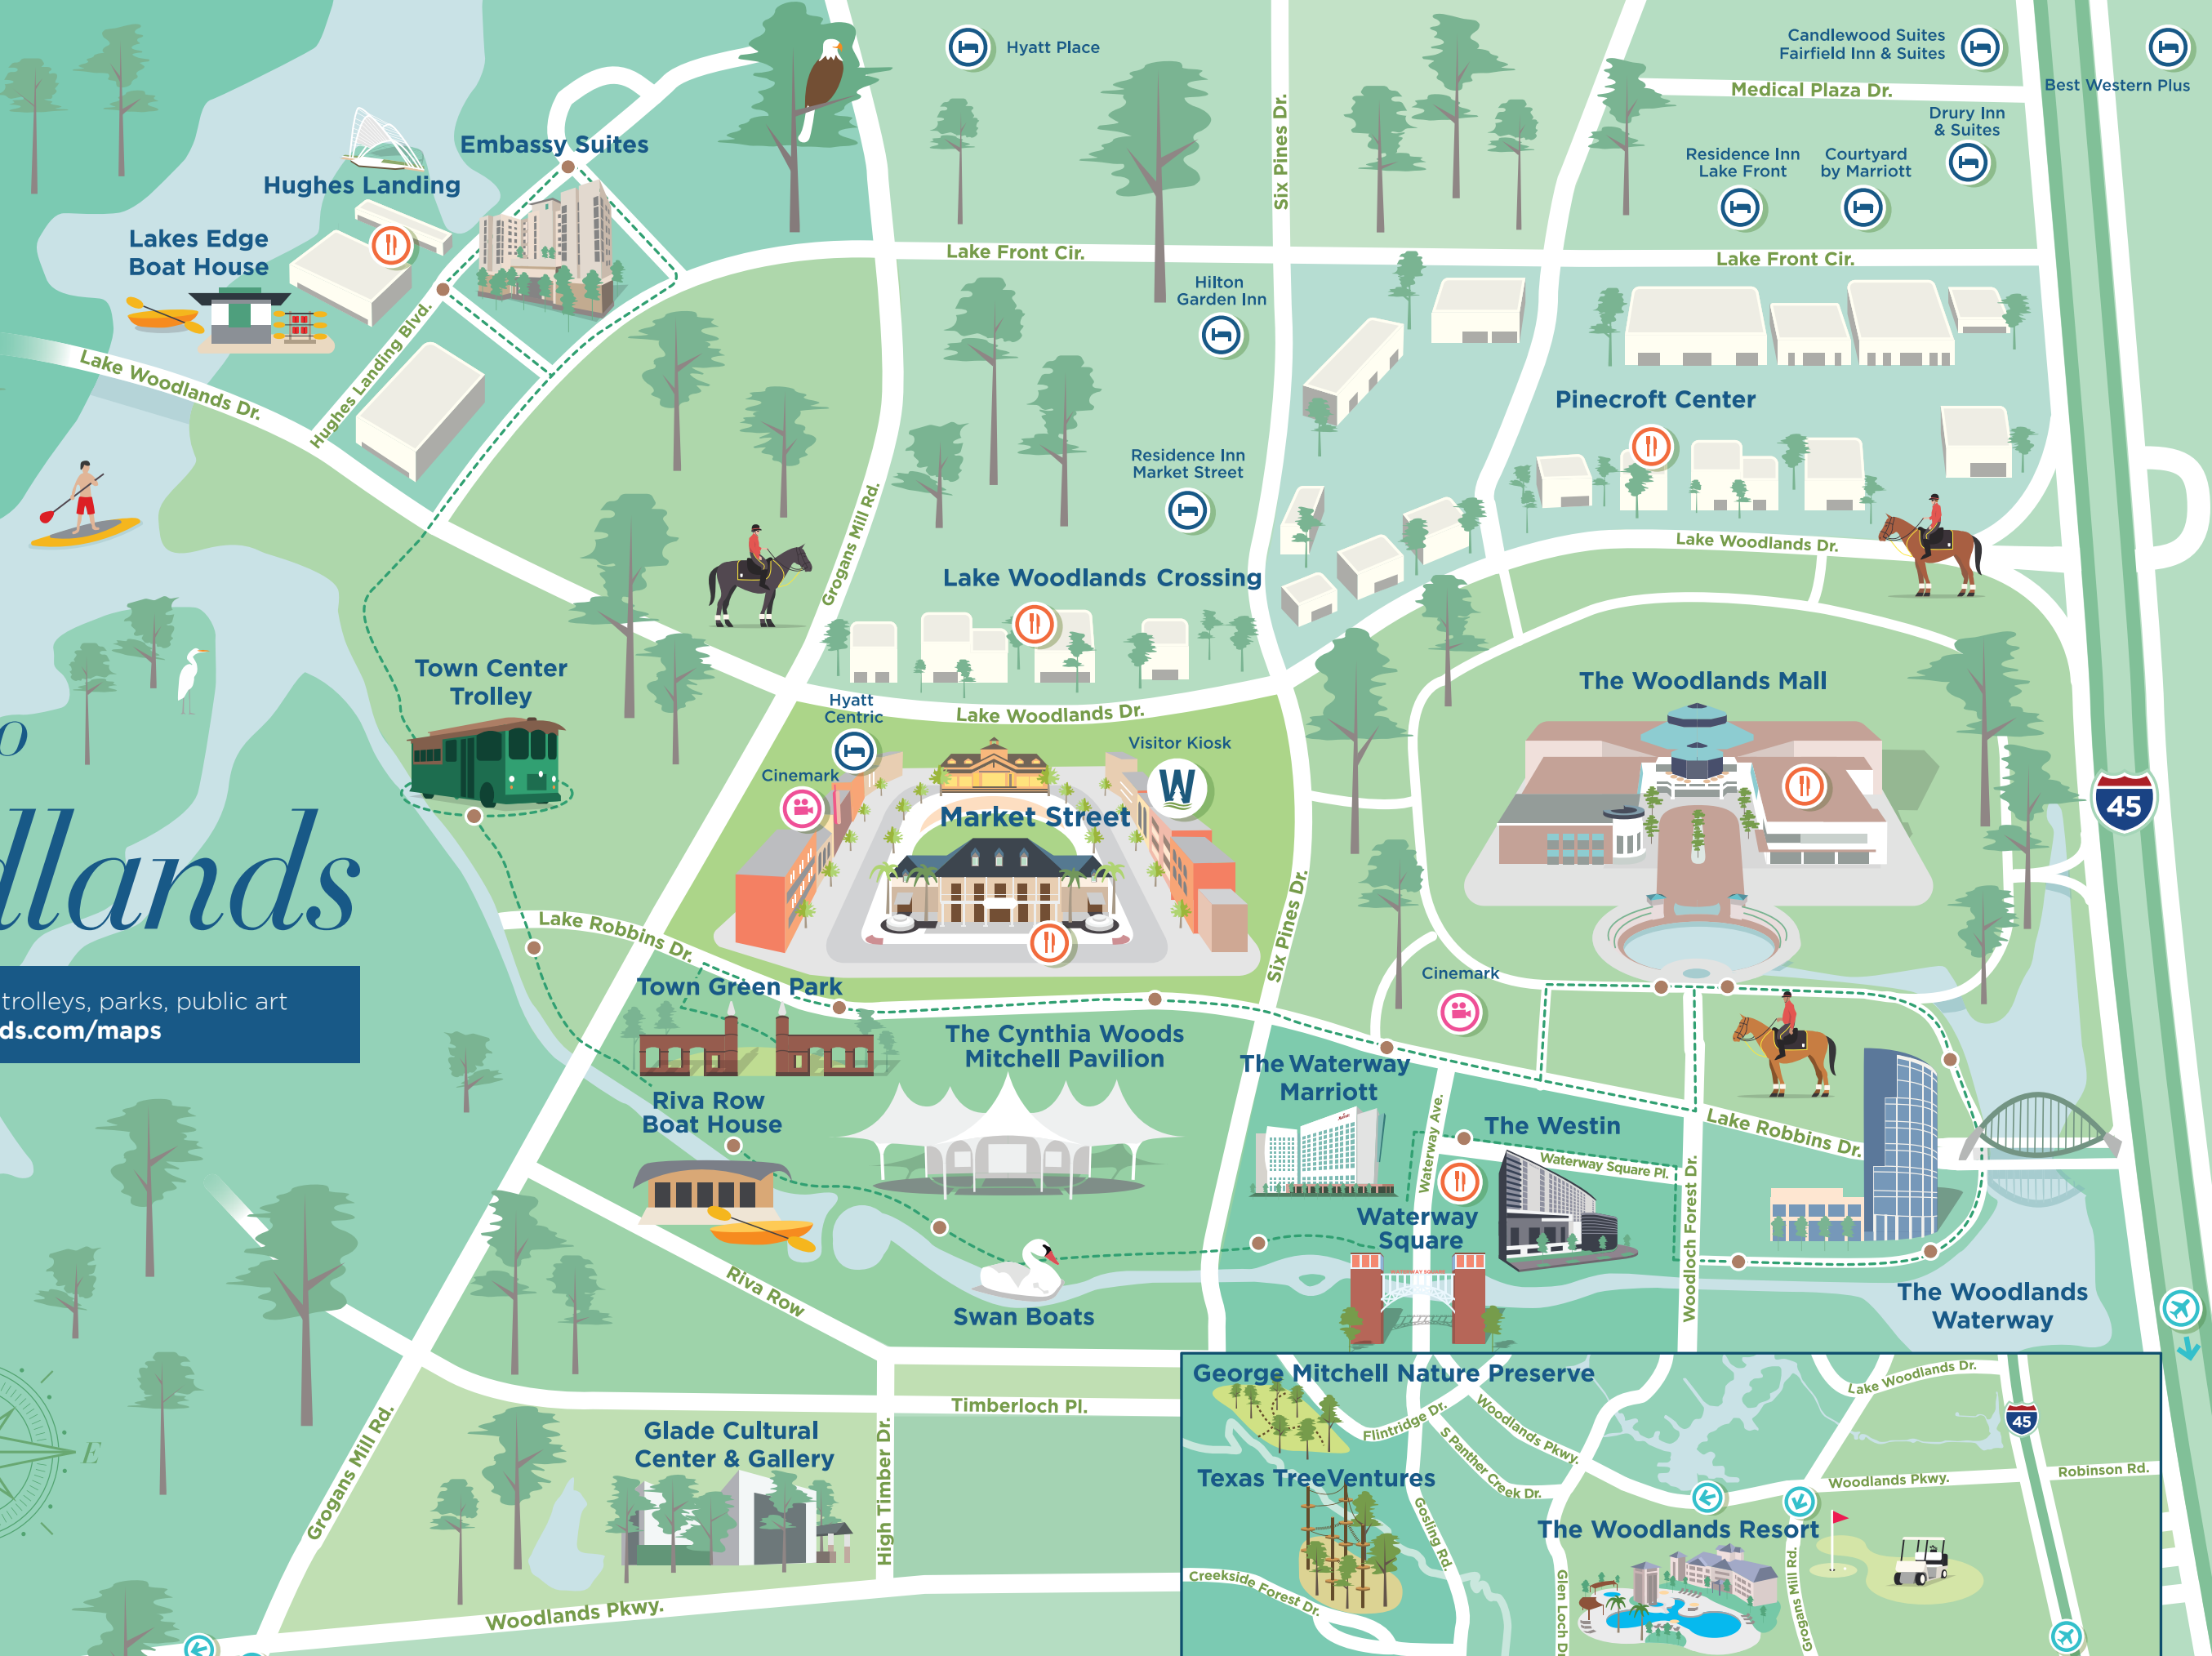 Hyatt Place
Candlewood Suites
Fairfield Inn & Suites
Best Western Plus
Medical Plaza Dr.
Drury Inn
& Suites
Six Pines Dr.
Embassy Suites
Hughes Landing
Residence Inn
Lake Front
Courtyard
by Marriott
Lakes Edge
Boat House
Lake Front Cir.
Lake Front Cir.
Hilton
Garden Inn
Hughes Landing Blvd.
Lake Woodlands Dr.
Pinecroft Center
Residence Inn
Market Street
Grogans Mill Rd.
Lake Woodlands Dr.
Lake Woodlands Crossing
Town Center
Trolley
The Woodlands Mall
Hyatt
Centric
Lake Woodlands Dr.
Visitor Kiosk
Cinemark
W
Market Street
45
o
dlands
Lake Robbins Dr.
Six Pines Dr.
trolleys, parks, public art
ds.com/maps
Town Green Park
Cinemark
The Cynthia Woods
Mitchell Pavilion
The Waterway
Marriott
Riva Row
Boat House
Waterway Ave.
The Westin
Lake Robbins Dr.
Waterway Square Pl.
Woodloch Forest Dr.
Waterway
Square
WATERWAY SQUARE
Riva Row
Swan Boats
The Woodlands
Waterway
Timberloch Pl.
Grogans Mill Rd.
High Timber Dr.
Glade Cultural
Center & Gallery
E
Woodlands Pkwy.
George Mitchell Nature Preserve
Lake Woodlands Dr.
45
Flintridge Dr.
Woodlands Pkwy.
S Panther Creek Dr.
Texas TreeVentures
Woodlands Pkwy.
Robinson Rd.
Gosling Rd.
The Woodlands Resort
Creekside Forest Dr.
Glen Loch Dr
Grogans Mill Rd.